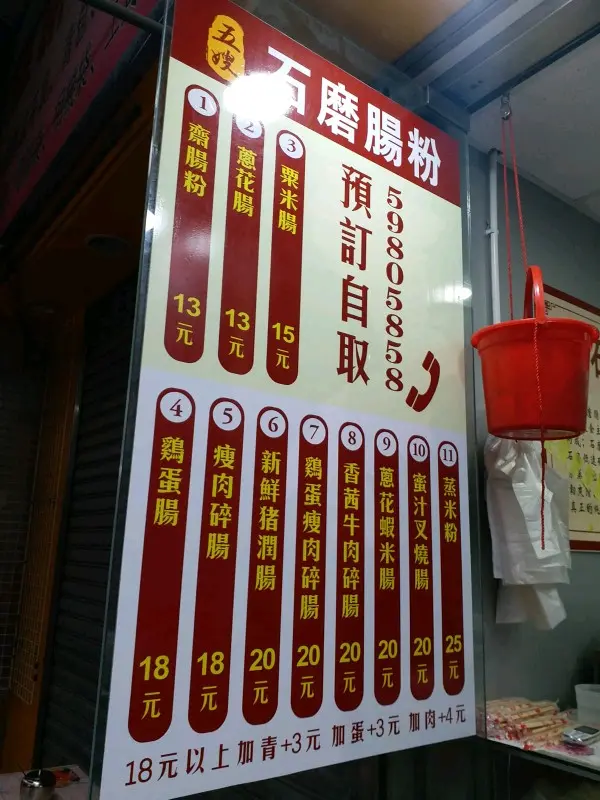 五嫂
石磨腸粉
預訂自取
59805858
1 齋腸粉 13元
2 蔥花腸 13元
3 粟米腸 15元
4 鷄蛋腸 18元
5 瘦肉碎腸 18元
6 新鮮猪潤腸 20元
7 鷄蛋瘦肉碎腸 20元
8 香茜牛肉碎腸 20元
9 蔥花蝦米腸 20元
10 蜜汁叉燒腸 20元
11 蒸米粉 25元
18元以上加青+3元 加蛋+3元 加肉+4元